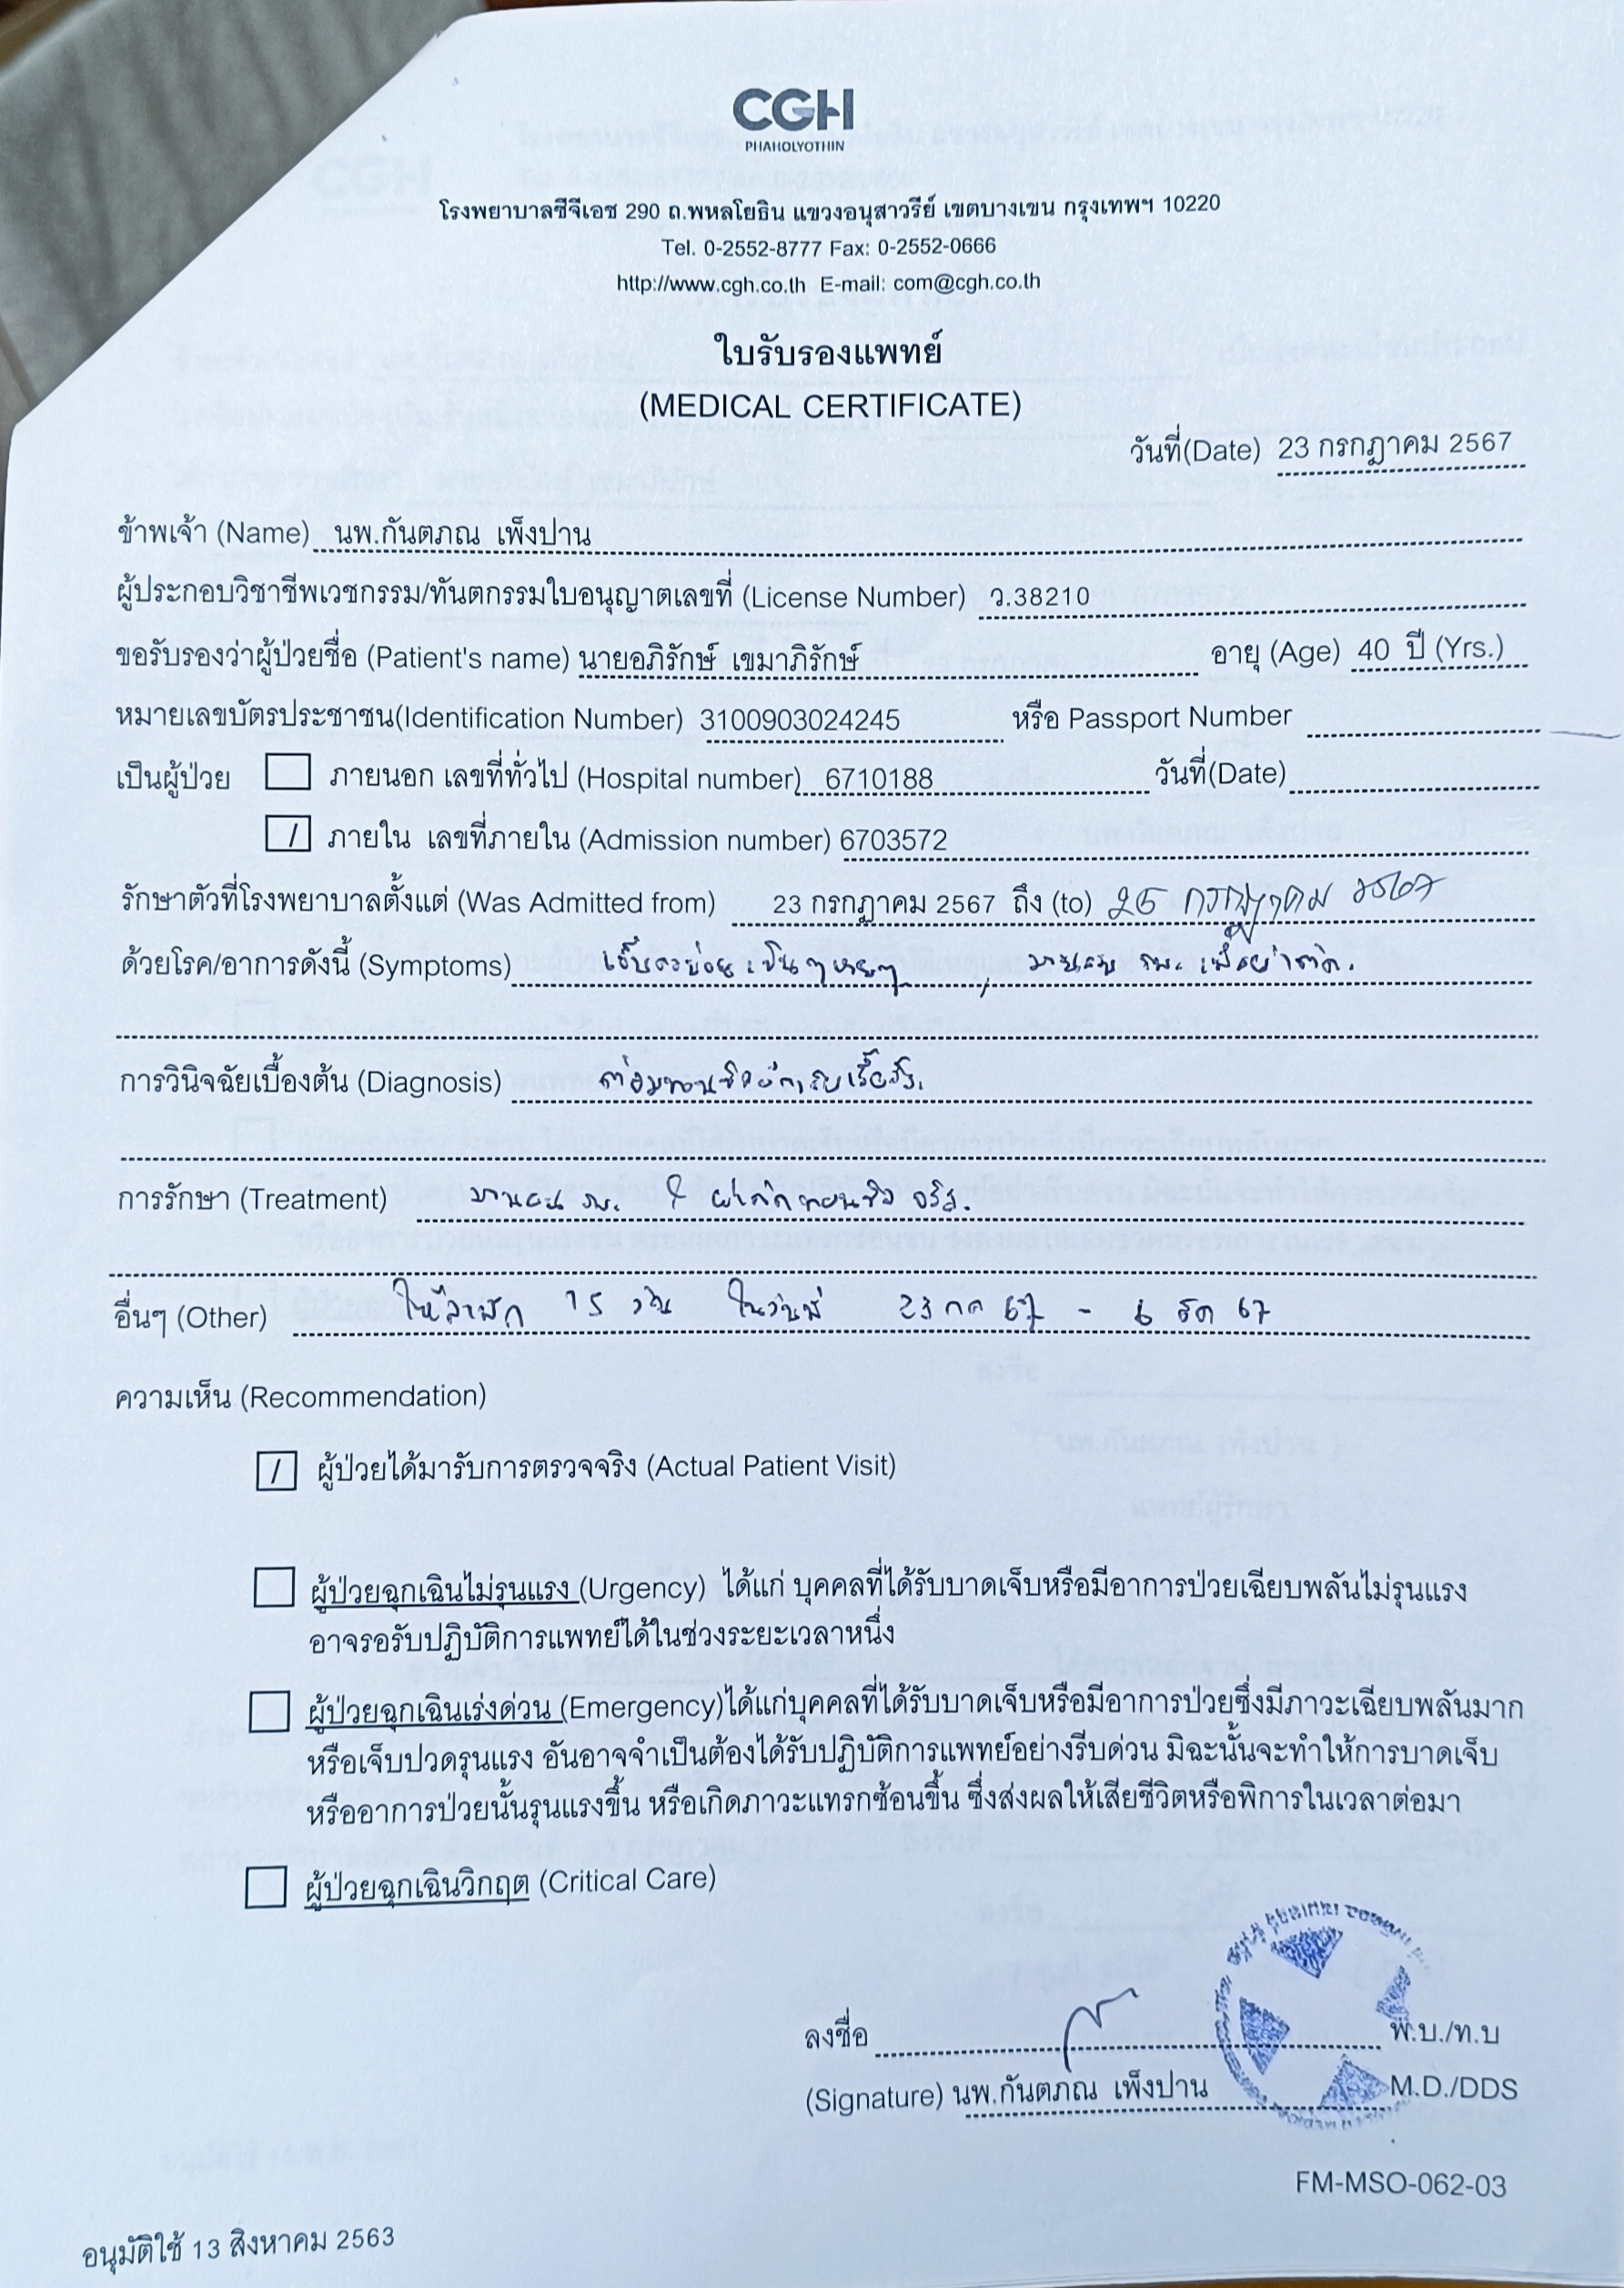 CGH
PHAHOLYOTHIN
โรงพยาบาลซีจีเอช 290 ถ.พหลโยธิน แขวงอนุสาวรีย์ เขตบางเขน กรุงเทพฯ 10220
Tel. 0-2552-8777 Fax: 0-2552-0666
http://www.cgh.co.th E-mail: com@cgh.co.th
ใบรับรองแพทย์
(MEDICAL CERTIFICATE)
วันที่(Date) 23 กรกฎาคม 2567
ข้าพเจ้า (Name) นพ.กันตภณ เพ็งปาน
ผู้ประกอบวิชาชีพเวชกรรม/ทันตกรรมใบอนุญาตเลขที่ (License Number) ว.38210
ขอรับรองว่าผู้ป่วยชื่อ (Patient's name) นายอภิรักษ์ เขมาภิรักษ์ อายุ (Age) 40 ปี (Yrs.)
หมายเลขบัตรประชาชน(Identification Number) 3100903024245 หรือ Passport Number
เป็นผู้ป่วย ภายนอก เลขที่ทั่วไป (Hospital number) 6710188 วันที่(Date)
/ ภายใน เลขที่ภายใน (Admission number) 6703572
รักษาตัวที่โรงพยาบาลตั้งแต่ (Was Admitted from) 23 กรกฎาคม 2567 ถึง (to) 25 กรกฎาคม 2567
ด้วยโรค/อาการดังนี้ (Symptoms) เจ็บคอบ่อย เป็นๆหายๆ, มานอน รพ. เพื่อผ่าตัด.
การวินิจฉัยเบื้องต้น (Diagnosis) ต่อมทอนซิลอักเสบเรื้อรัง.
การรักษา (Treatment) มานอน รพ. ผ่าตัดทอนซิล
อื่นๆ (Other) ให้ลาพัก 15 วัน ในวันที่ 23 กค 67 - 6 สค 67
ความเห็น (Recommendation)
/ ผู้ป่วยได้มารับการตรวจจริง (Actual Patient Visit)
ผู้ป่วยฉุกเฉินไม่รุนแรง (Urgency) ได้แก่ บุคคลที่ได้รับบาดเจ็บหรือมีอาการป่วยเฉียบพลันไม่รุนแรง
อาจรอรับปฏิบัติการแพทย์ได้ในช่วงระยะเวลาหนึ่ง
ผู้ป่วยฉุกเฉินเร่งด่วน (Emergency)ได้แก่บุคคลที่ได้รับบาดเจ็บหรือมีอาการป่วยซึ่งมีภาวะเฉียบพลันมาก
หรือเจ็บปวดรุนแรง อันอาจจำเป็นต้องได้รับปฏิบัติการแพทย์อย่างรีบด่วน มิฉะนั้นจะทำให้การบาดเจ็บ
หรืออาการป่วยนั้นรุนแรงขึ้น หรือเกิดภาวะแทรกซ้อนขึ้น ซึ่งส่งผลให้เสียชีวิตหรือพิการในเวลาต่อมา
ผู้ป่วยฉุกเฉินวิกฤต (Critical Care)
ลงชื่อ พ.บ./ท.บ
(Signature) นพ.กันตภณ เพ็งปาน M.D./DDS
FM-MSO-062-03
อนุมัติใช้ 13 สิงหาคม 2563